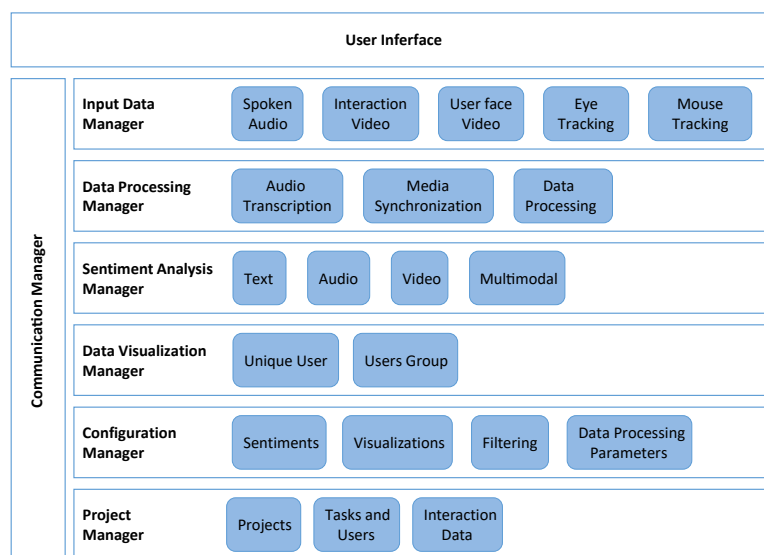 User Inferface
Communication Manager
Input Data
Manager
Spoken
Audio
Interaction
Video
User face
Video
Eye
Tracking
Mouse
Tracking
Data Processing
Manager
Audio
Transcription
Media
Synchronization
Data
Processing
Sentiment Analysis
Manager
Text
Audio
Video
Multimodal
Data Visualization
Manager
Unique User
Users Group
Configuration
Manager
Sentiments
Visualizations
Filtering
Data Processing
Parameters
Project
Manager
Projects
Tasks and
Users
Interaction
Data